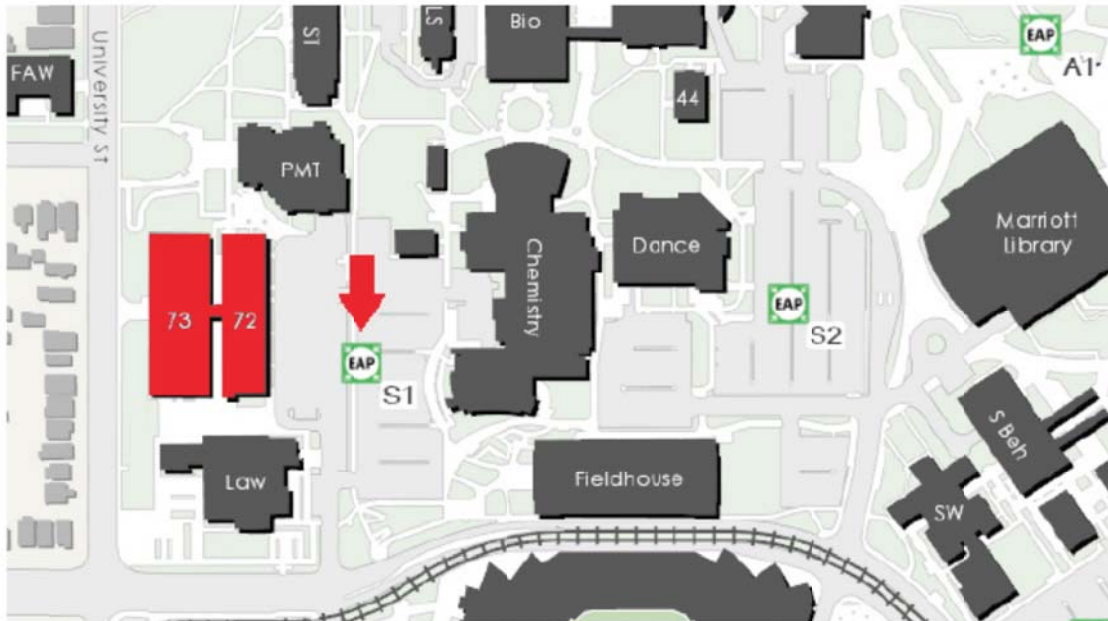 University St
FAW
ST
LS
Bio
EAP
A1
44
PMT
Marriott
Library
Chemistry
Dance
73
72
EAP
S2
EAP
S1
S Beh
Law
Fieldhouse
SW